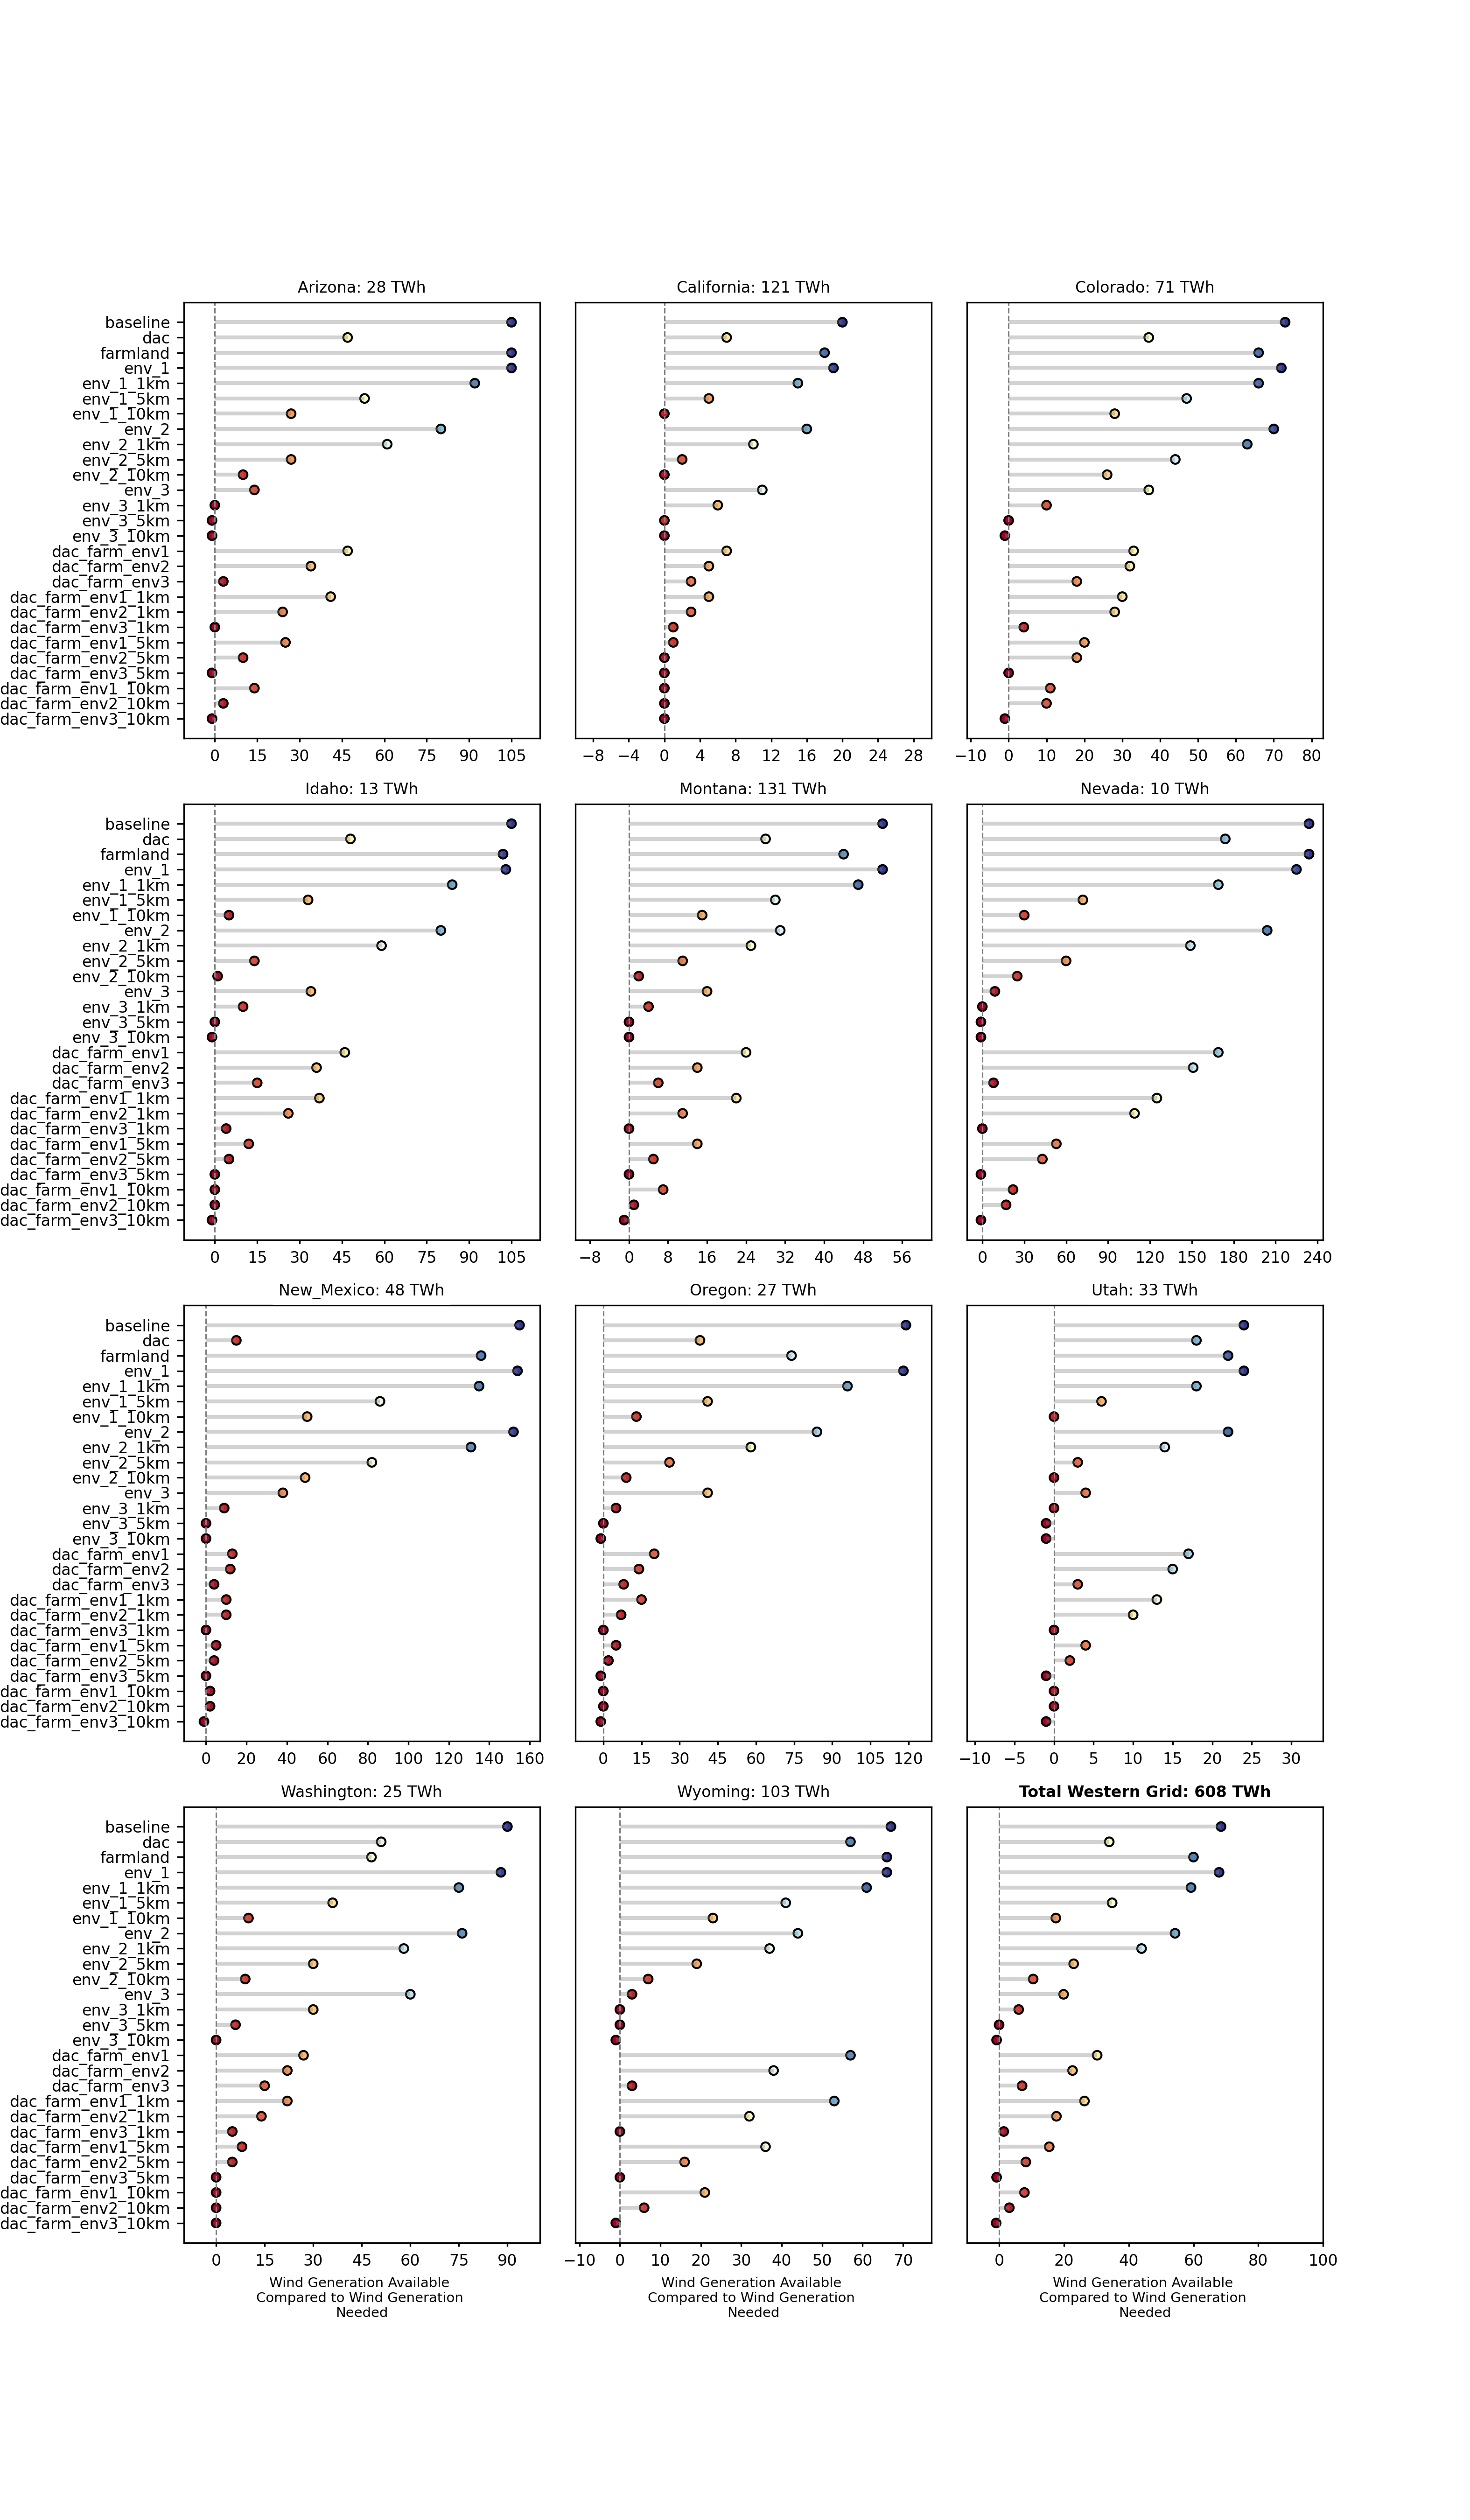 Arizona: 28 TWh
California: 121 TWh
Colorado: 71 TWh
baseline
dac
farmland
env_1
env_1_1km
env_1_5km
env_1_10km
env_2
env_2_1km
env_2_5km
env_2_10km
env_3
env_3_1km
env_3_5km
env_3_10km
dac_farm_env1
dac_farm_env2
dac_farm_env3
dac_farm_env1_1km
dac_farm_env2_1km
dac_farm_env3_1km
dac_farm_env1_5km
dac_farm_env2_5km
dac_farm_env3_5km
dac_farm_env1_10km
dac_farm_env2_10km
dac_farm_env3_10km
0 15 30 45 60 75 90 105
−8 −4 0 4 8 12 16 20 24 28
−10 0 10 20 30 40 50 60 70 80
Idaho: 13 TWh
Montana: 131 TWh
Nevada: 10 TWh
baseline
dac
farmland
env_1
env_1_1km
env_1_5km
env_1_10km
env_2
env_2_1km
env_2_5km
env_2_10km
env_3
env_3_1km
env_3_5km
env_3_10km
dac_farm_env1
dac_farm_env2
dac_farm_env3
dac_farm_env1_1km
dac_farm_env2_1km
dac_farm_env3_1km
dac_farm_env1_5km
dac_farm_env2_5km
dac_farm_env3_5km
dac_farm_env1_10km
dac_farm_env2_10km
dac_farm_env3_10km
0 15 30 45 60 75 90 105
−8 0 8 16 24 32 40 48 56
0 30 60 90 120 150 180 210 240
New_Mexico: 48 TWh
Oregon: 27 TWh
Utah: 33 TWh
baseline
dac
farmland
env_1
env_1_1km
env_1_5km
env_1_10km
env_2
env_2_1km
env_2_5km
env_2_10km
env_3
env_3_1km
env_3_5km
env_3_10km
dac_farm_env1
dac_farm_env2
dac_farm_env3
dac_farm_env1_1km
dac_farm_env2_1km
dac_farm_env3_1km
dac_farm_env1_5km
dac_farm_env2_5km
dac_farm_env3_5km
dac_farm_env1_10km
dac_farm_env2_10km
dac_farm_env3_10km
0 20 40 60 80 100 120 140 160
0 15 30 45 60 75 90 105 120
−10 −5 0 5 10 15 20 25 30
Washington: 25 TWh
Wyoming: 103 TWh
Total Western Grid: 608 TWh
baseline
dac
farmland
env_1
env_1_1km
env_1_5km
env_1_10km
env_2
env_2_1km
env_2_5km
env_2_10km
env_3
env_3_1km
env_3_5km
env_3_10km
dac_farm_env1
dac_farm_env2
dac_farm_env3
dac_farm_env1_1km
dac_farm_env2_1km
dac_farm_env3_1km
dac_farm_env1_5km
dac_farm_env2_5km
dac_farm_env3_5km
dac_farm_env1_10km
dac_farm_env2_10km
dac_farm_env3_10km
0 15 30 45 60 75 90
−10 0 10 20 30 40 50 60 70
0 20 40 60 80 100
Wind Generation Available
Compared to Wind Generation
Needed
Wind Generation Available
Compared to Wind Generation
Needed
Wind Generation Available
Compared to Wind Generation
Needed